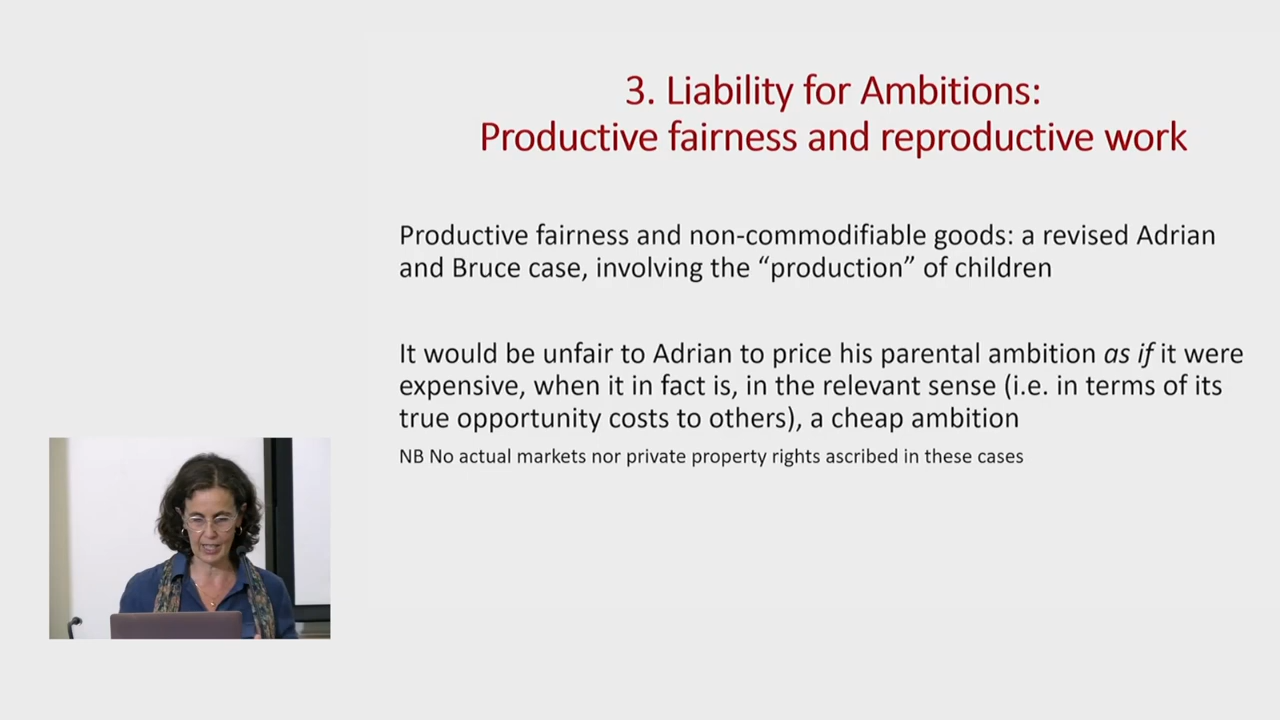 3. Liability for Ambitions:
Productive fairness and reproductive work
Productive fairness and non-commodifiable goods: a revised Adrian
and Bruce case, involving the “production” of children
It would be unfair to Adrian to price his parental ambition as if it were
expensive, when it in fact is, in the relevant sense (i.e. in terms of its
true opportunity costs to others), a cheap ambition
NB No actual markets nor private property rights ascribed in these cases